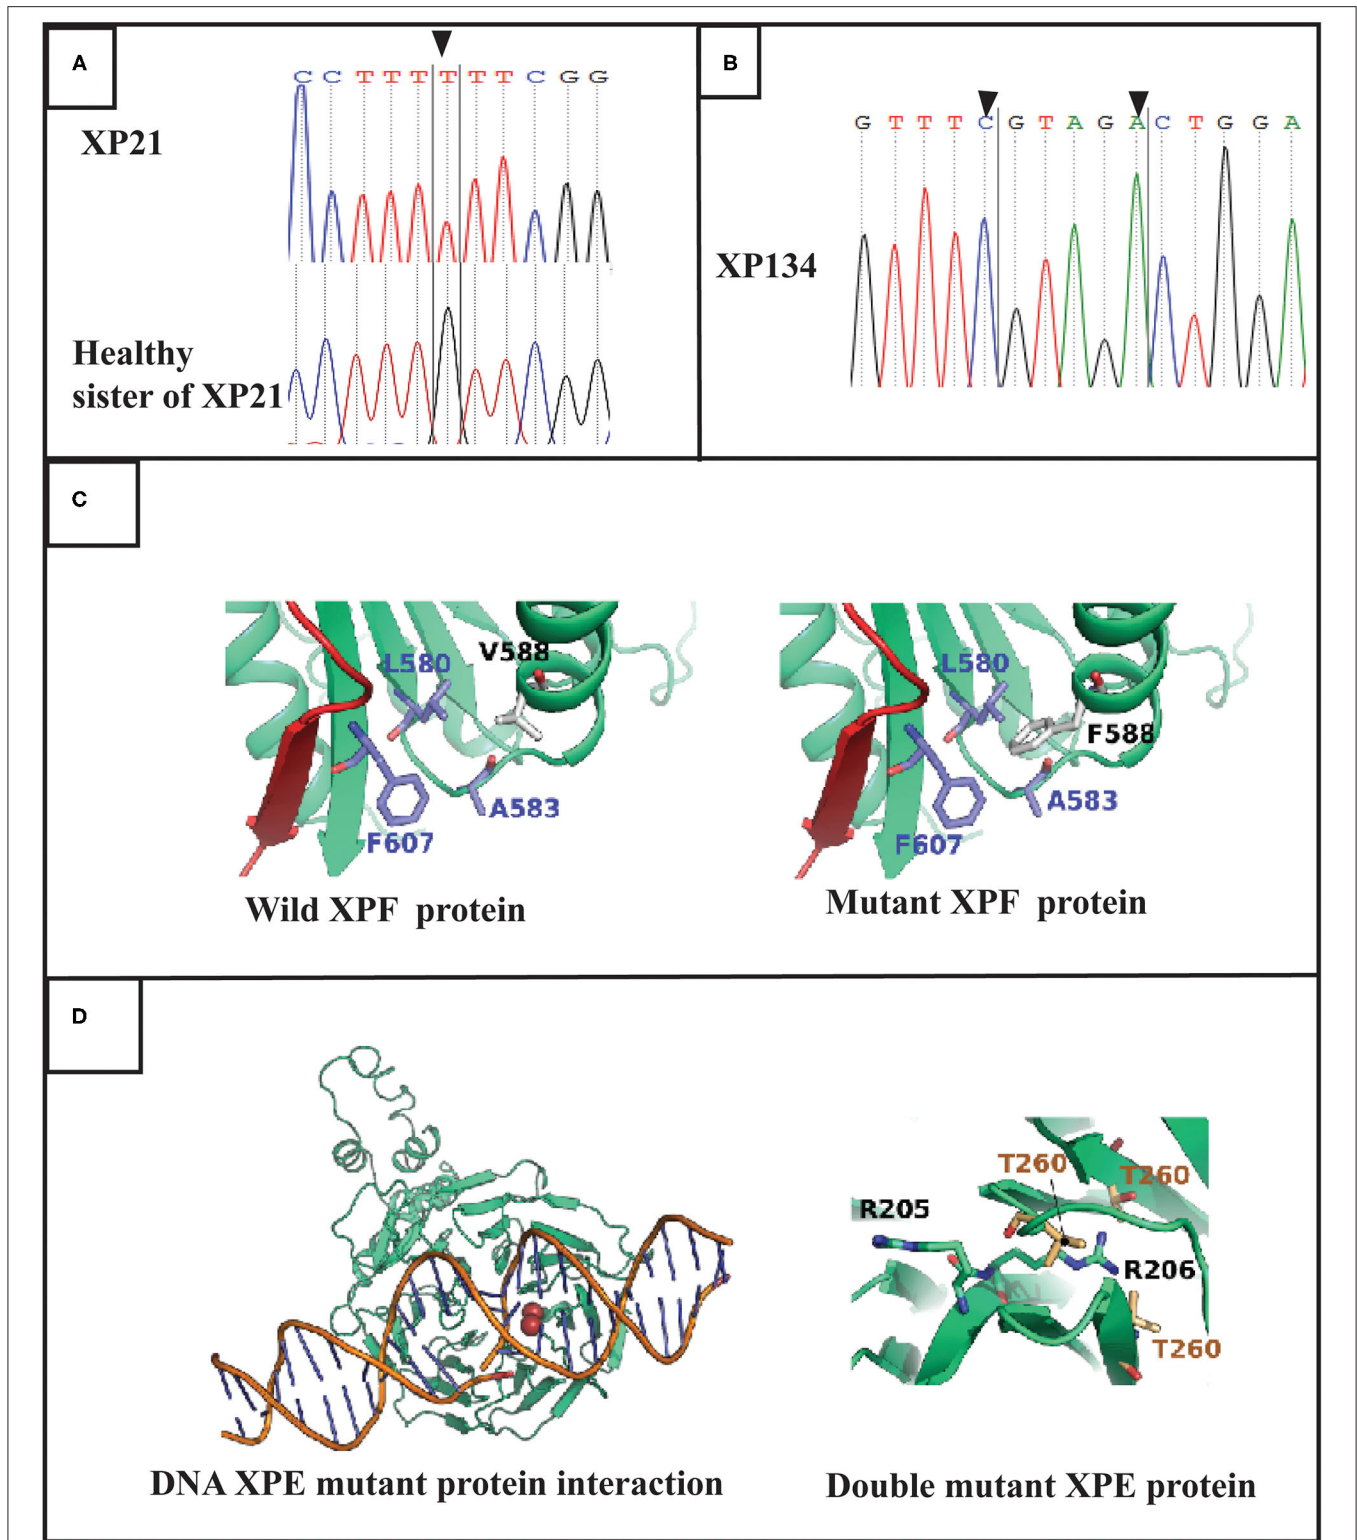 A
C C T T T T T T C G G
XP21
Healthy
sister of XP21
B
G T T T C G T A G A C T G G A
XP134
C
L580
V588
A583
F607
Wild XPF protein
L580
F588
A583
F607
Mutant XPF protein
D
DNA XPE mutant protein interaction
T260
T260
R205
R206
T260
Double mutant XPE protein